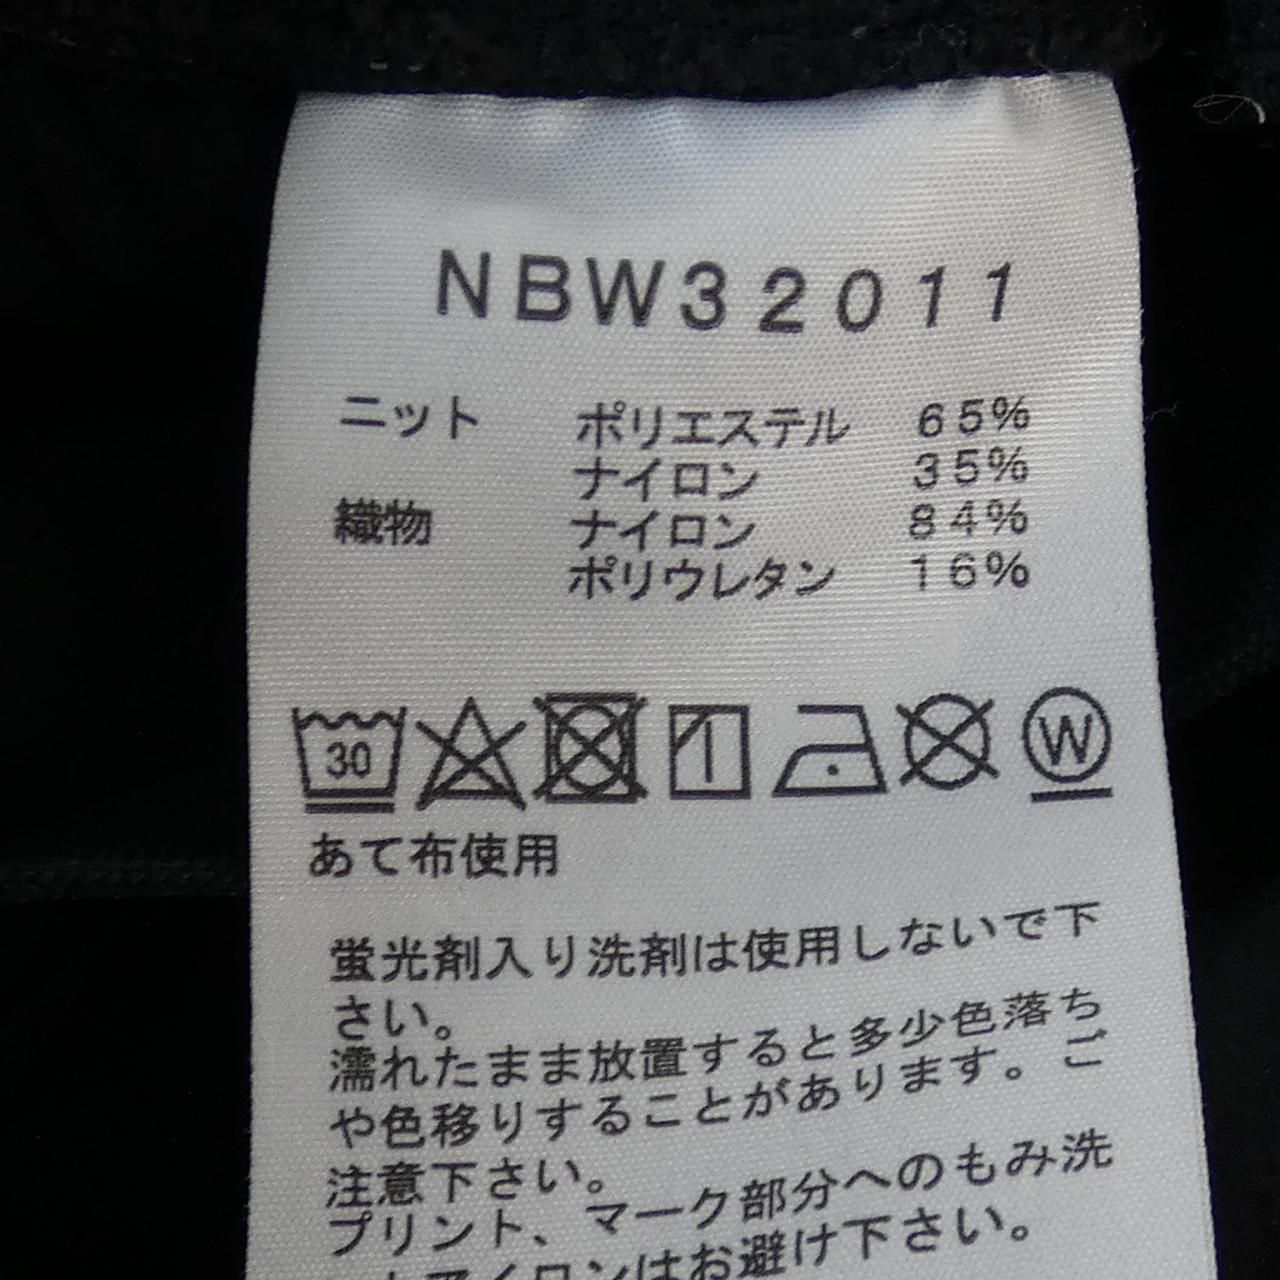 NBW32011
ニット ポリエステル 65%
ナイロン 35%
織物 ナイロン 84%
ポリウレタン 16%
30 W
あて布使用
蛍光剤入り洗剤は使用しないで下
さい。
濡れたまま放置すると多少色落ち
や色移りすることがあります。ご
注意下さい。
プリント、マーク部分へのもみ洗
アイロンはお避け下さい。